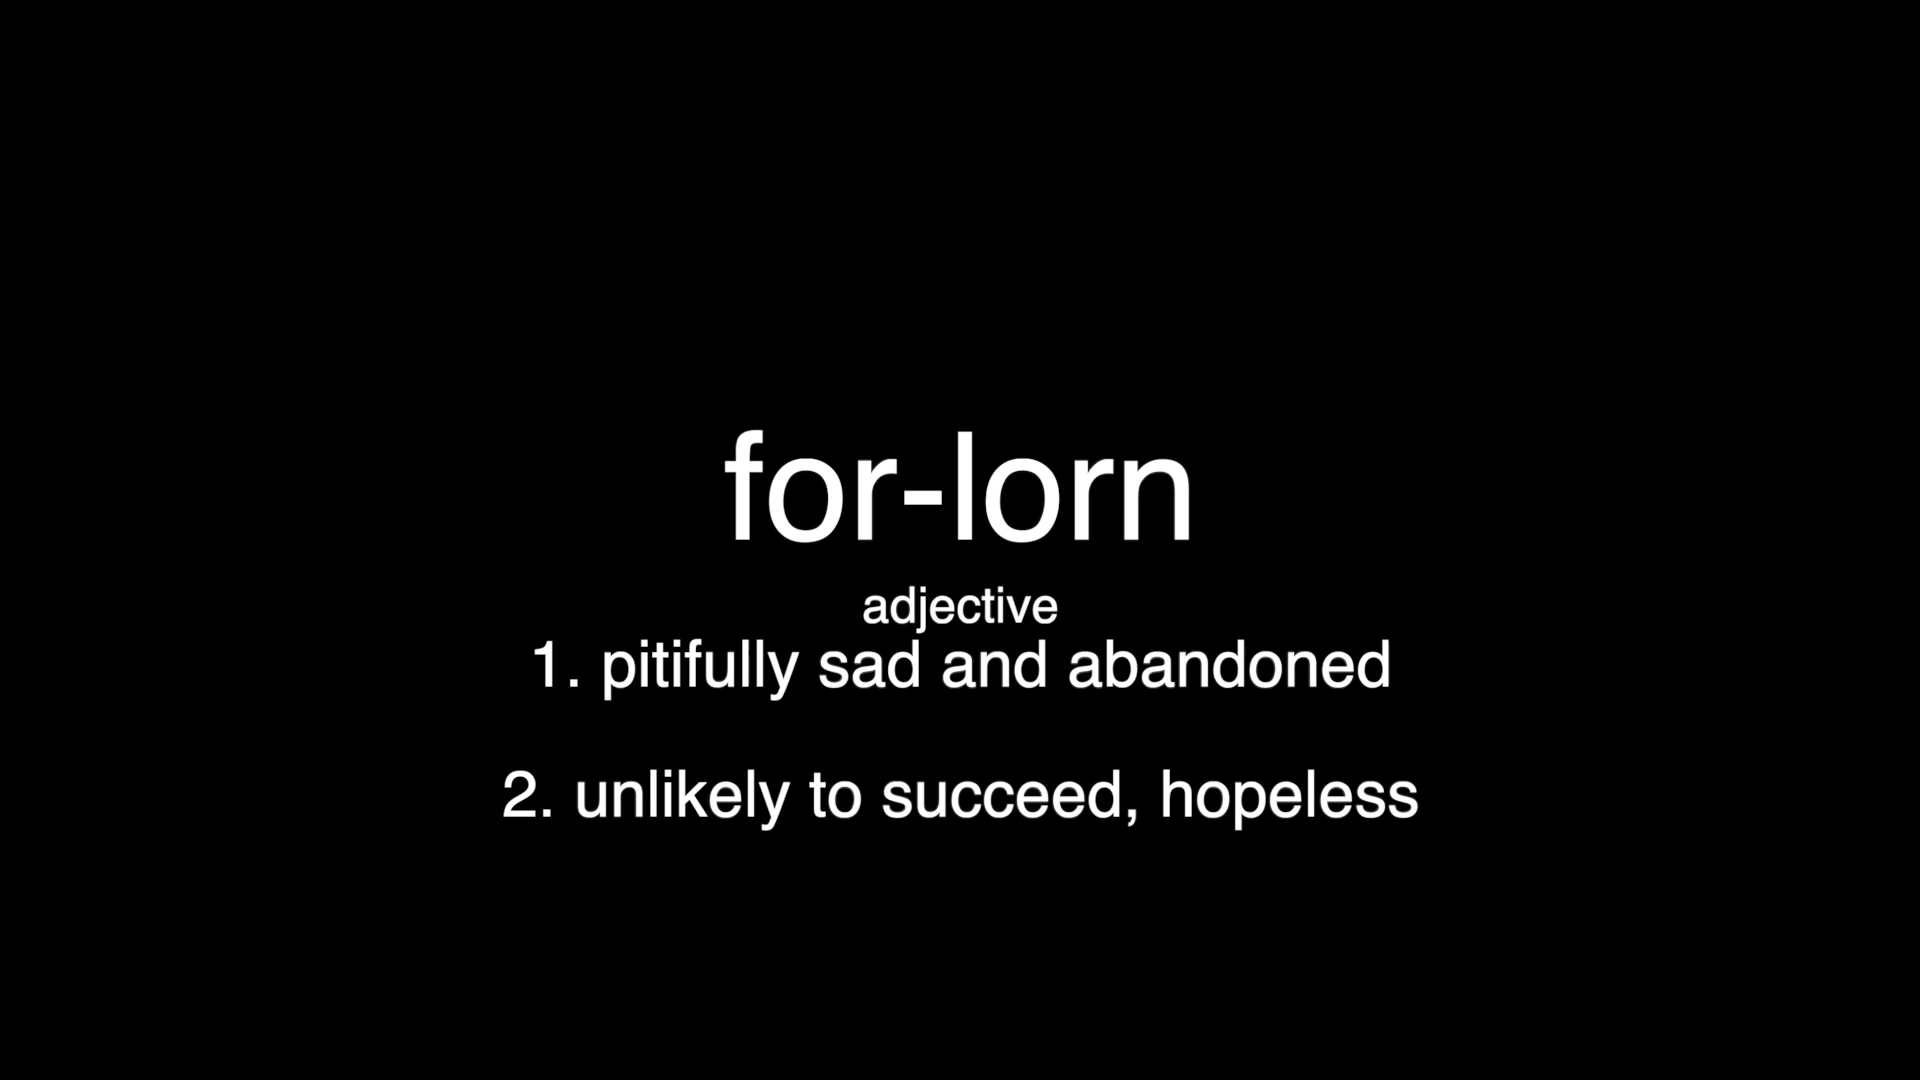 for-lorn
adjective
1. pitifully sad and abandoned
2. unlikely to succeed, hopeless